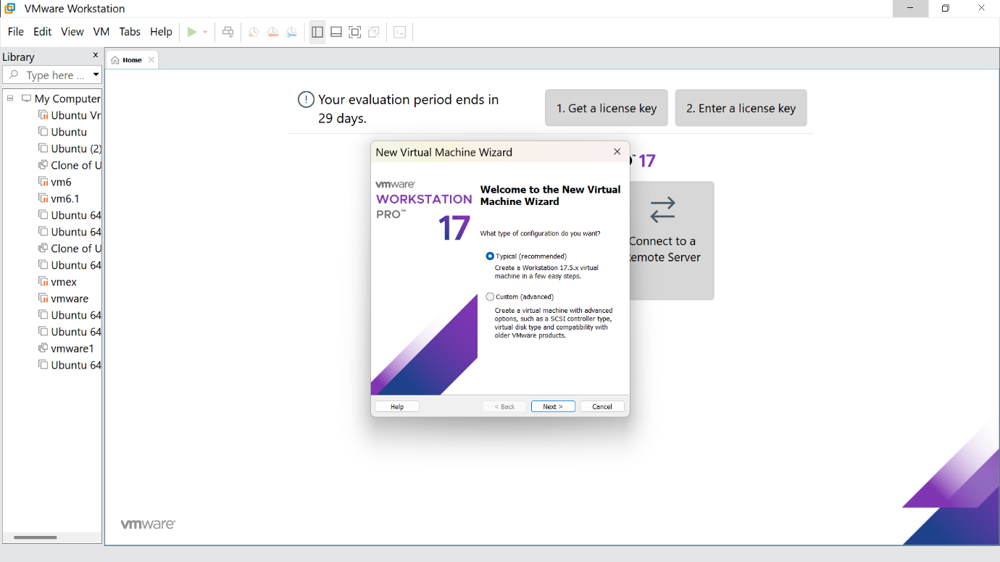 VMware Workstation
File Edit View VM Tabs Help
Library
Type here ...
My Computer
Ubuntu Vr
Ubuntu
Ubuntu (2)
Clone of U
vm6
vm6.1
Ubuntu 64
Ubuntu 64
Clone of U
Ubuntu 64
vmex
vmware
Ubuntu 64
Ubuntu 64
vmware1
Ubuntu 64
Home
Your evaluation period ends in
29 days.
1. Get a license key
2. Enter a license key
™ 17
Connect to a
emote Server
New Virtual Machine Wizard
vmware®
WORKSTATION
PRO™
17
Welcome to the New Virtual
Machine Wizard
What type of configuration do you want?
Typical (recommended)
Create a Workstation 17.5.x virtual
machine in a few easy steps.
Custom (advanced)
Create a virtual machine with advanced
options, such as a SCSI controller type,
virtual disk type and compatibility with
older VMware products.
Help
< Back
Next >
Cancel
vmware®